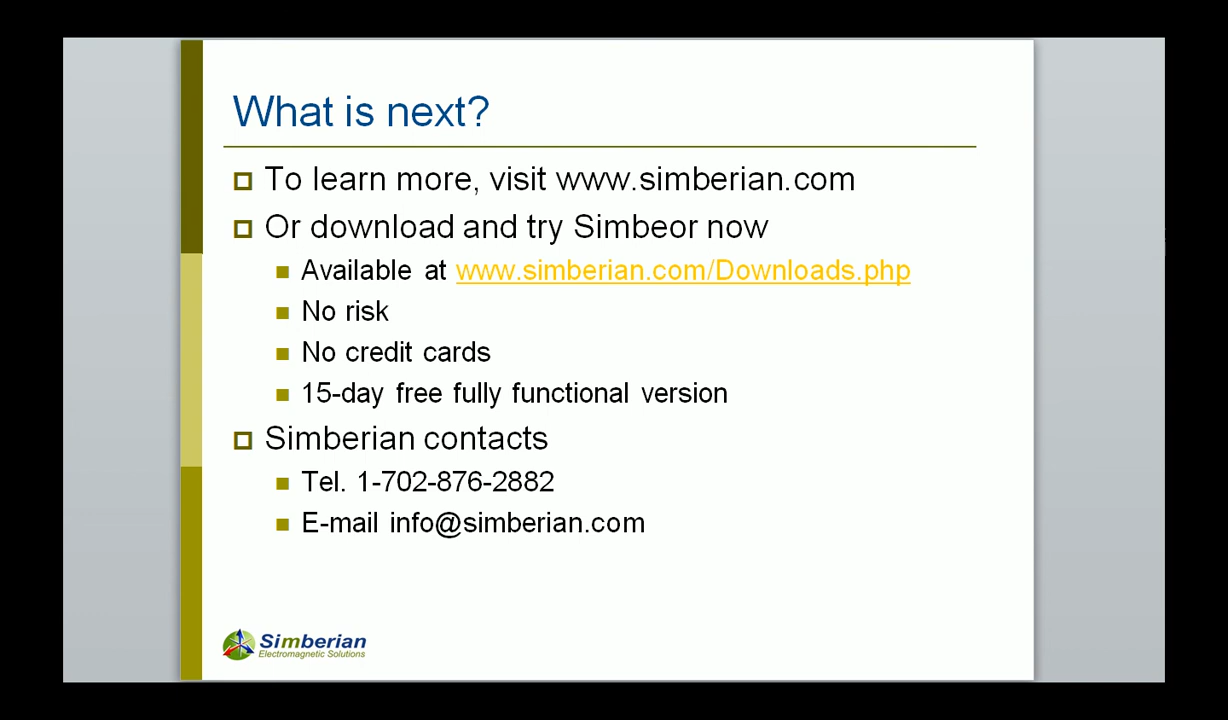 What is next?
To learn more, visit www.simberian.com
Or download and try Simbeor now
Available at www.simberian.com/Downloads.php
No risk
No credit cards
15-day free fully functional version
Simberian contacts
Tel. 1-702-876-2882
E-mail info@simberian.com
Simberian
Electromagnetic Solutions